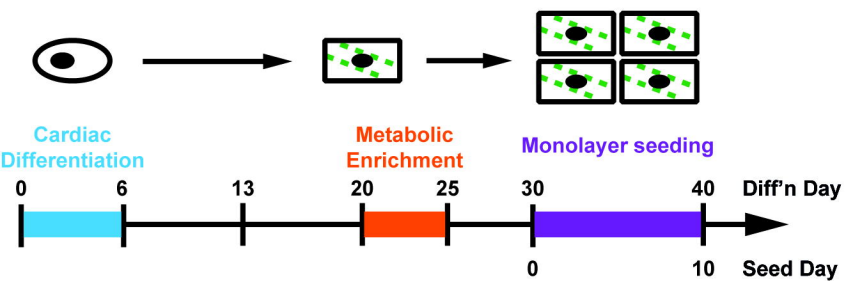 Cardiac
Differentiation
Metabolic
Enrichment
Monolayer seeding
0 6 13 20 25 30 40 Diff'n Day
0 10 Seed Day